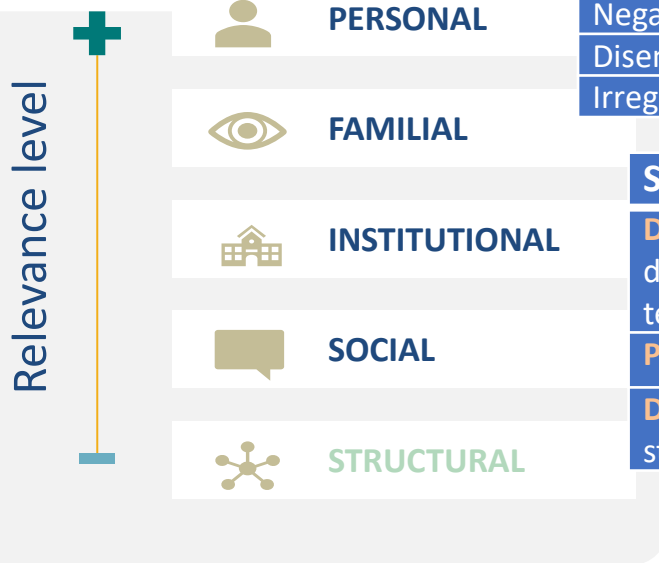 PERSONAL
FAMILIAL
INSTITUTIONAL
SOCIAL
STRUCTURAL
Relevance level